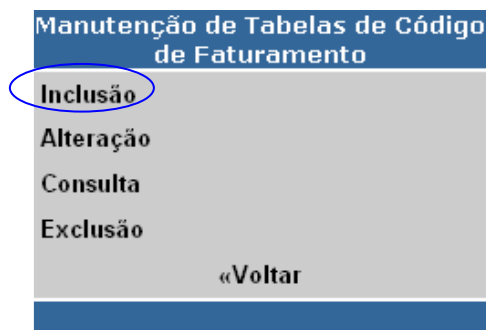 Manutenção de Tabelas de Código
de Faturamento
Inclusão
Alteração
Consulta
Exclusão
«Voltar